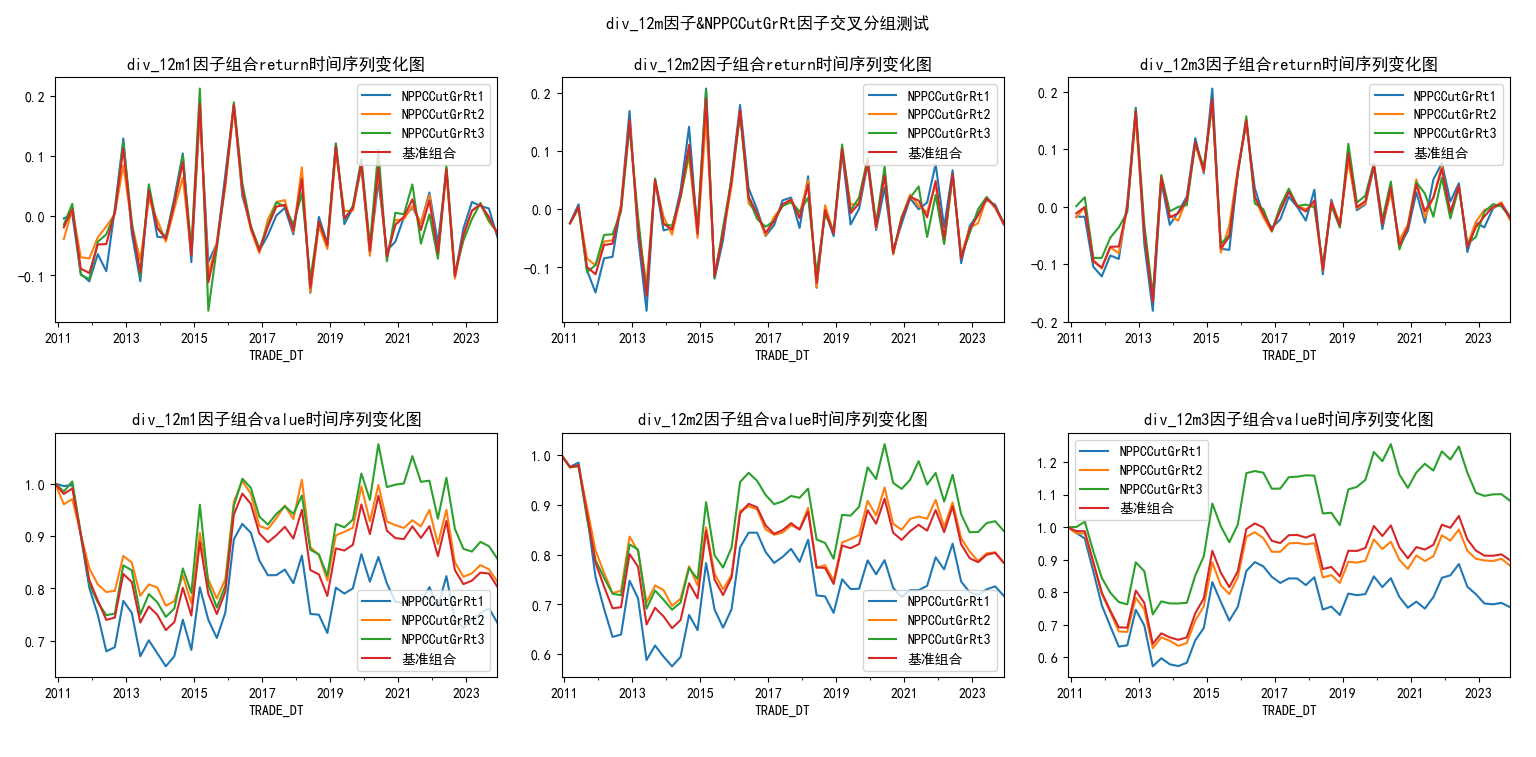 div_12m因子&NPPCCutGrRt因子交叉分组测试
div_12m1因子组合return时间序列变化图
0.2
0.1
0.0
−0.1
2011 2013 2015 2017 2019 2021 2023
TRADE_DT
NPPCCutGrRt1
NPPCCutGrRt2
NPPCCutGrRt3
基准组合
div_12m2因子组合return时间序列变化图
0.2
0.1
0.0
−0.1
2011 2013 2015 2017 2019 2021 2023
TRADE_DT
NPPCCutGrRt1
NPPCCutGrRt2
NPPCCutGrRt3
基准组合
div_12m3因子组合return时间序列变化图
0.2
0.1
0.0
−0.1
−0.2
2011 2013 2015 2017 2019 2021 2023
TRADE_DT
NPPCCutGrRt1
NPPCCutGrRt2
NPPCCutGrRt3
基准组合
div_12m1因子组合value时间序列变化图
1.0
0.9
0.8
0.7
2011 2013 2015 2017 2019 2021 2023
TRADE_DT
NPPCCutGrRt1
NPPCCutGrRt2
NPPCCutGrRt3
基准组合
div_12m2因子组合value时间序列变化图
1.0
0.9
0.8
0.7
0.6
2011 2013 2015 2017 2019 2021 2023
TRADE_DT
NPPCCutGrRt1
NPPCCutGrRt2
NPPCCutGrRt3
基准组合
div_12m3因子组合value时间序列变化图
1.2
1.1
1.0
0.9
0.8
0.7
0.6
2011 2013 2015 2017 2019 2021 2023
TRADE_DT
NPPCCutGrRt1
NPPCCutGrRt2
NPPCCutGrRt3
基准组合